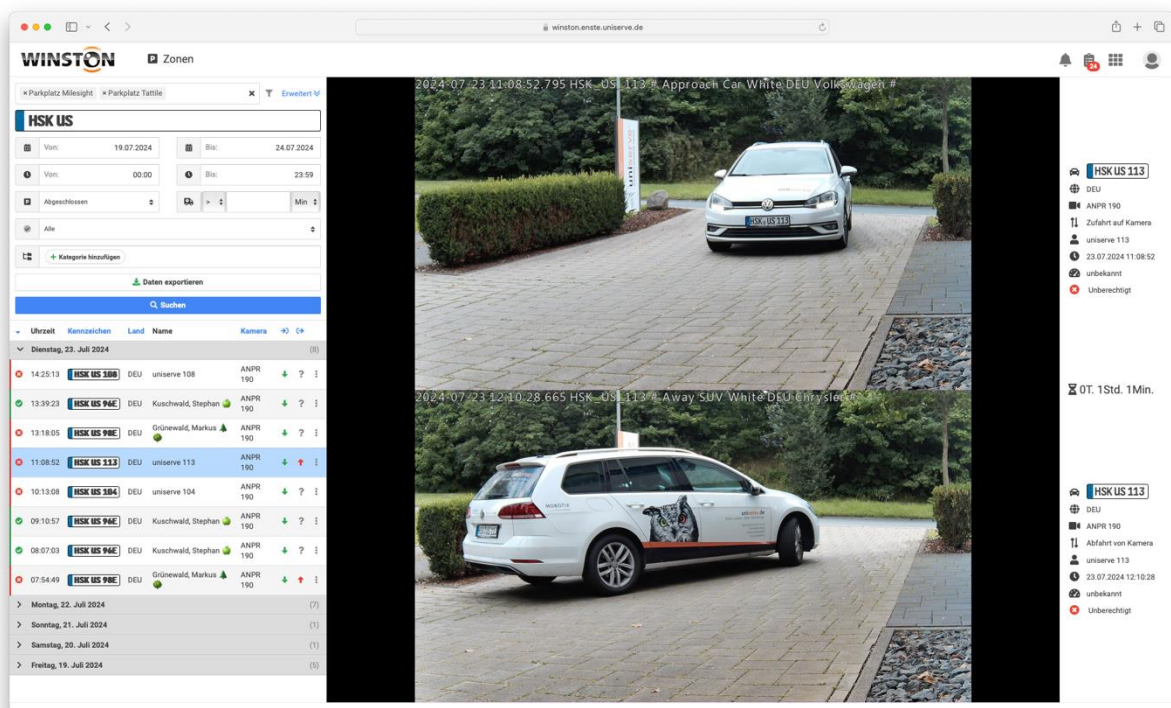 winston.enste.uniserve.de
WINSTON
Zonen
24
× Parkplatz Milesight × Parkplatz Tattile
Erweitert
HSK US
Von: 19.07.2024 Bis: 24.07.2024
Von: 00:00 Bis: 23:59
Abgeschlossen > Min
Alle
+ Kategorie hinzufügen
Daten exportieren
Suchen
Uhrzeit Kennzeichen Land Name Kamera
Dienstag, 23. Juli 2024 (8)
14:25:13 HSK US 108 DEU uniserve 108 ANPR 190 ?
13:39:23 HSK US 96E DEU Kuschwald, Stephan ANPR 190 ?
13:18:05 HSK US 98E DEU Grünewald, Markus ANPR 190 ?
11:08:52 HSK US 113 DEU uniserve 113 ANPR 190
10:13:08 HSK US 104 DEU uniserve 104 ANPR 190 ?
09:10:57 HSK US 96E DEU Kuschwald, Stephan ANPR 190 ?
08:07:03 HSK US 96E DEU Kuschwald, Stephan ANPR 190 ?
07:54:49 HSK US 98E DEU Grünewald, Markus ANPR 190
Montag, 22. Juli 2024 (7)
Sonntag, 21. Juli 2024 (1)
Samstag, 20. Juli 2024 (1)
Freitag, 19. Juli 2024 (5)
2024-07-23 11:08:52.795 HSK_US_113 # Approach Car White DEU Volkswagen #
uniserve
HSK US 113
2024-07-23 12:10:28.665 HSK_US_113 # Away SUV White DEU Chrysler #
MOBOTIX
uniserve.de
HSK US 113
DEU
ANPR 190
Zufahrt auf Kamera
uniserve 113
23.07.2024 11:08:52
unbekannt
Unberechtigt
0T. 1Std. 1Min.
HSK US 113
DEU
ANPR 190
Abfahrt von Kamera
uniserve 113
23.07.2024 12:10:28
unbekannt
Unberechtigt